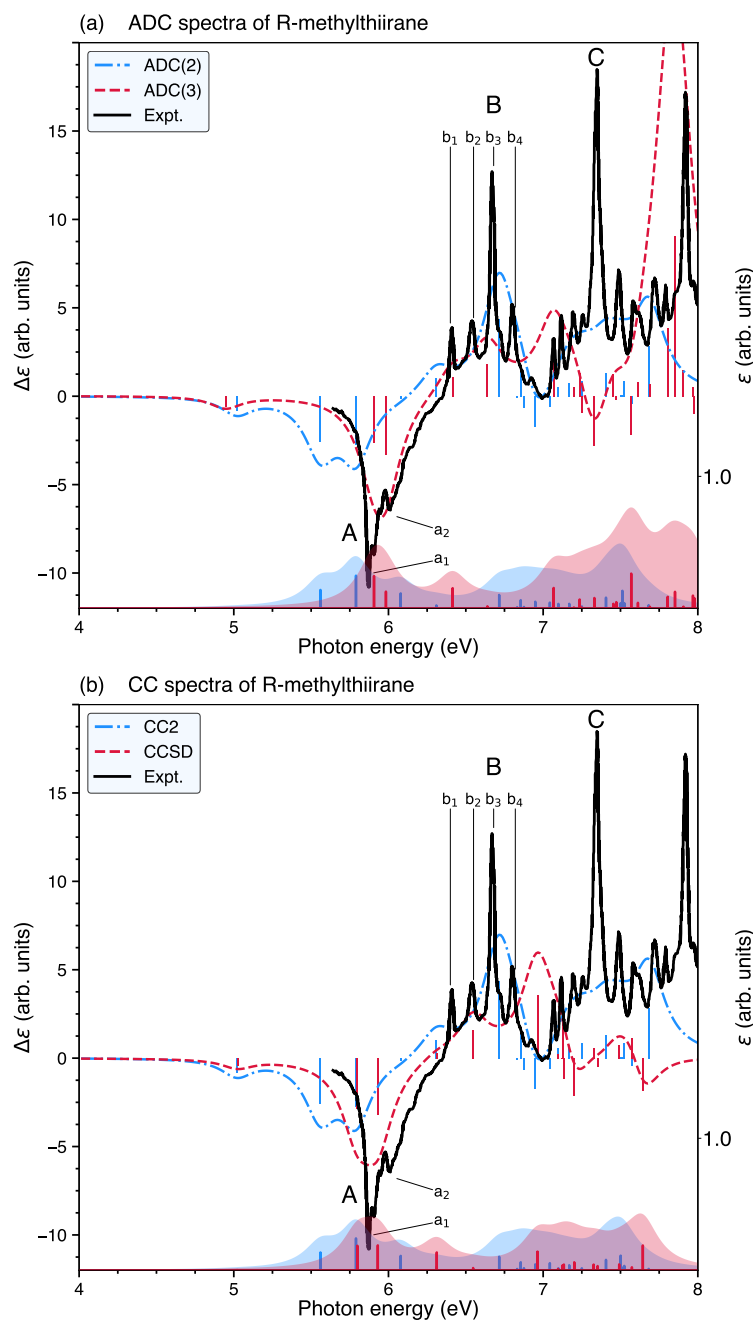 (a) ADC spectra of R-methylthiirane
ADC(2)
ADC(3)
Expt.
C
B
b1 b2 b3 b4
15
10
5
0
−5
−10
Δε (arb. units)
ε (arb. units)
1.0
A
a2
a1
4 5 6 7 8
Photon energy (eV)
(b) CC spectra of R-methylthiirane
CC2
CCSD
Expt.
C
B
b1 b2 b3 b4
15
10
5
0
−5
−10
Δε (arb. units)
ε (arb. units)
1.0
A
a2
a1
4 5 6 7 8
Photon energy (eV)